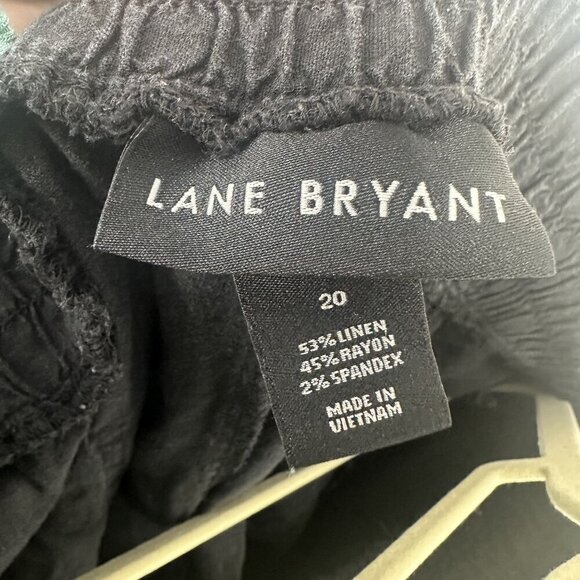 LANE BRYANT
20
53% LINEN
45% RAYON
2% SPANDEX
MADE IN
VIETNAM